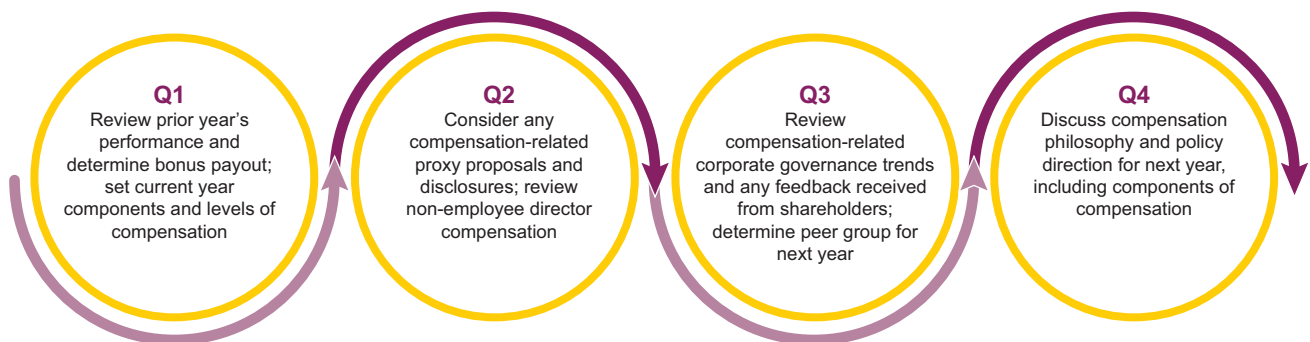 Q1
Review prior year’s
performance and
determine bonus payout;
set current year
components and levels of
compensation
Q2
Consider any
compensation-related
proxy proposals and
disclosures; review
non-employee director
compensation
Q3
Review
compensation-related
corporate governance trends
and any feedback received
from shareholders;
determine peer group for
next year
Q4
Discuss compensation
philosophy and policy
direction for next year,
including components of
compensation